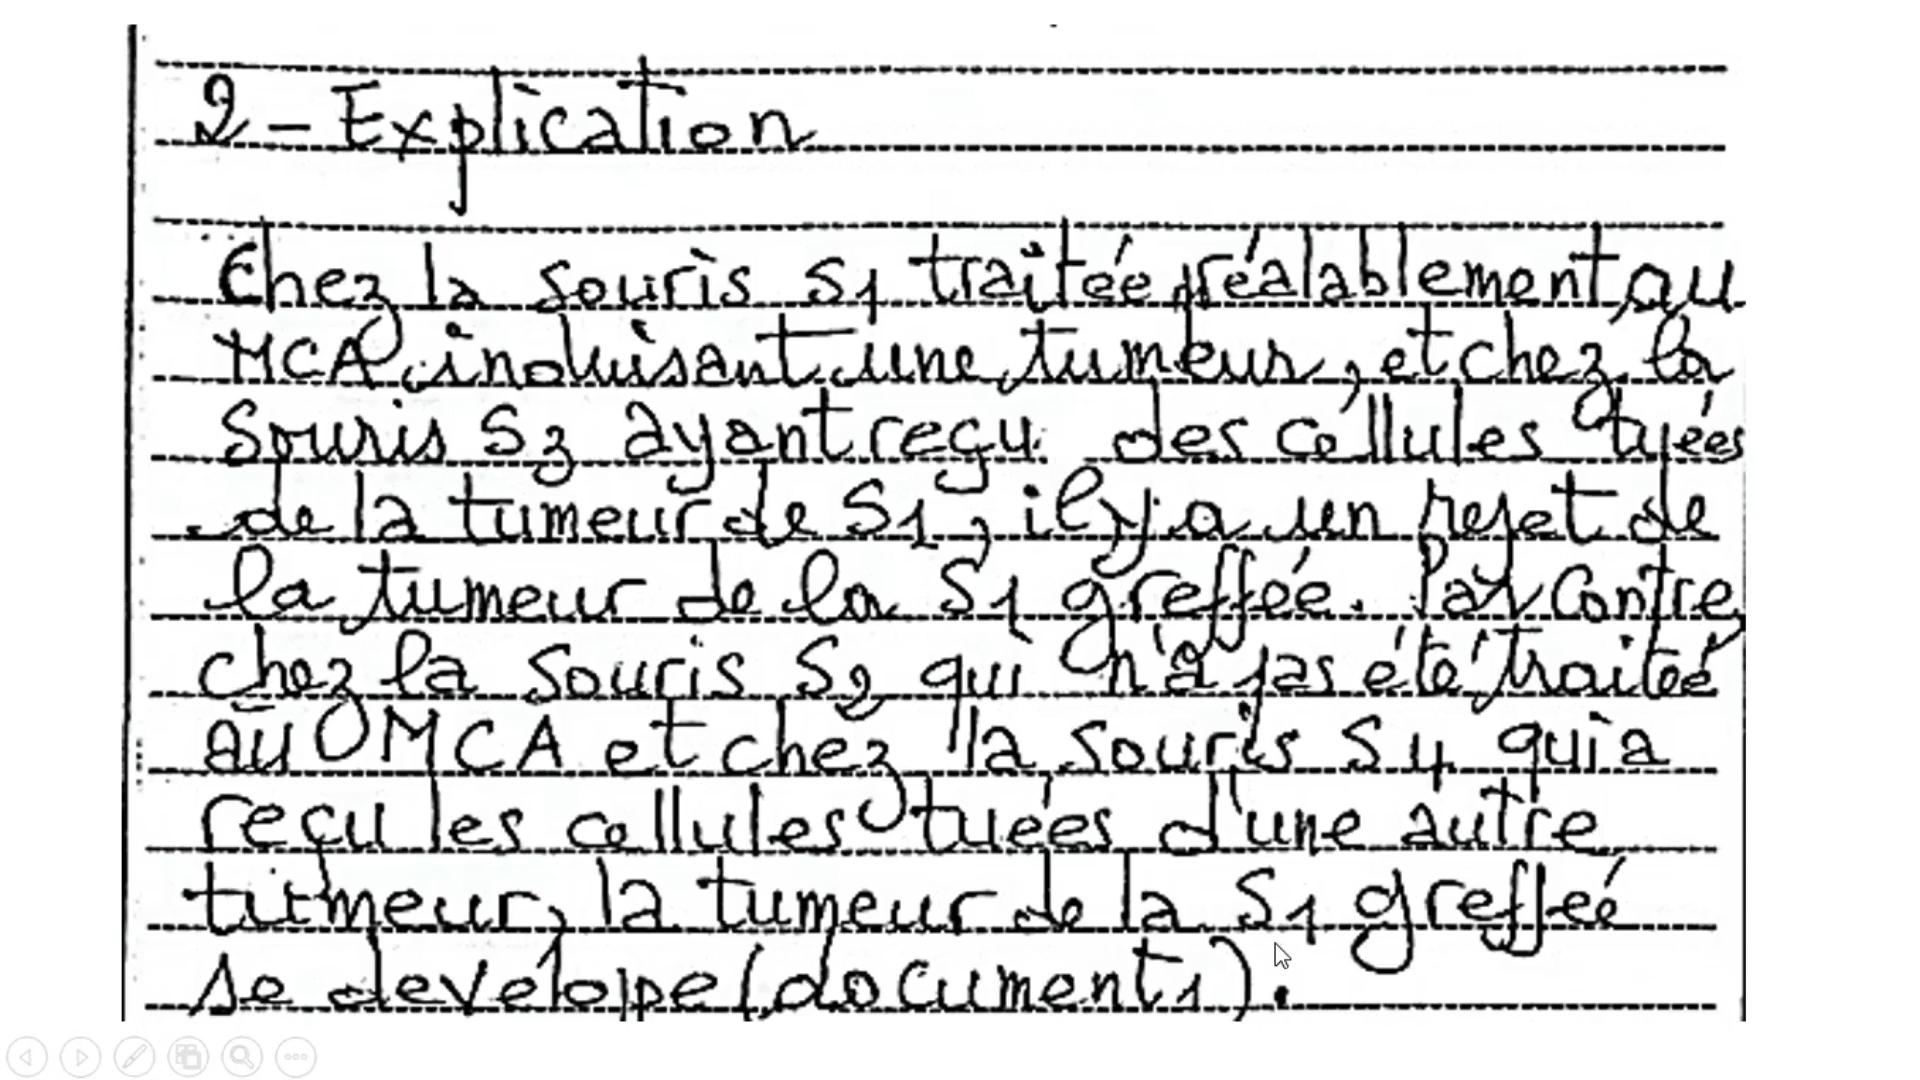 2 - Explication
Chez la souris S1 traitée préalablement au
MCA induisant une tumeur, et chez la
souris S3 ayant reçu des cellules tuées
de la tumeur de S1, il y a un rejet de
la tumeur de la S1 greffée. Par contre
chez la souris S2 qui n'a pas été traitée
au MCA et chez la souris S4 qui a
reçu les cellules tuées d'une autre
tumeur, la tumeur de la S1 greffeé
se dévelope (document 1).